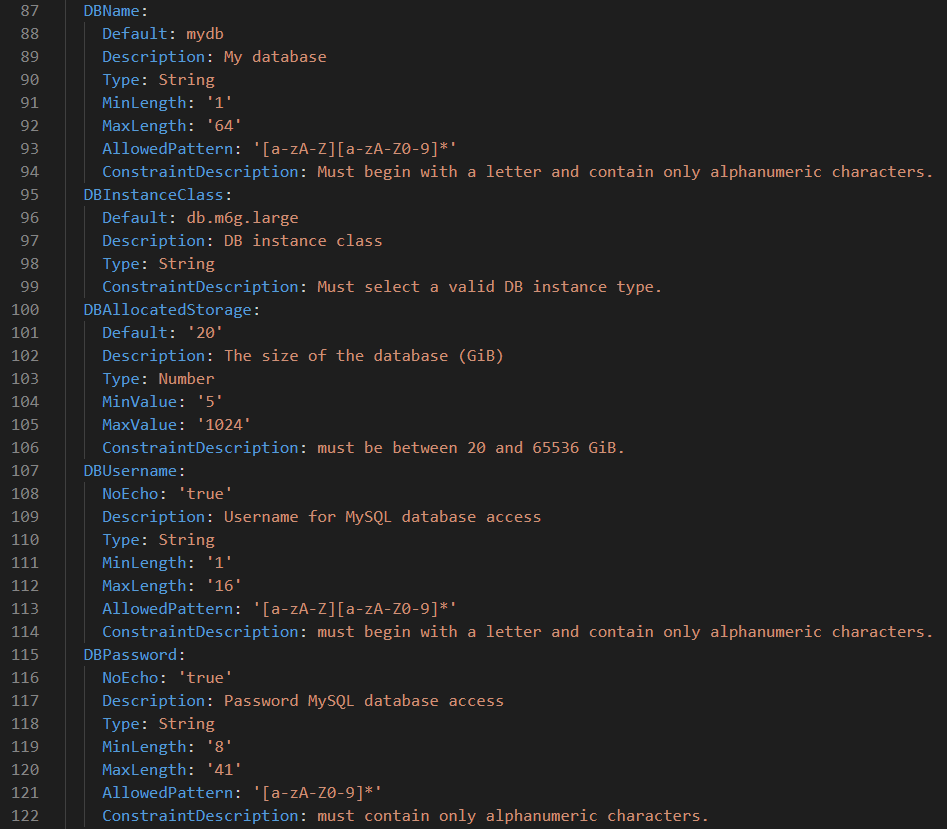 87 DBName:
88 Default: mydb
89 Description: My database
90 Type: String
91 MinLength: '1'
92 MaxLength: '64'
93 AllowedPattern: '[a-zA-Z][a-zA-Z0-9]*'
94 ConstraintDescription: Must begin with a letter and contain only alphanumeric characters.
95 DBInstanceClass:
96 Default: db.m6g.large
97 Description: DB instance class
98 Type: String
99 ConstraintDescription: Must select a valid DB instance type.
100 DBAllocatedStorage:
101 Default: '20'
102 Description: The size of the database (GiB)
103 Type: Number
104 MinValue: '5'
105 MaxValue: '1024'
106 ConstraintDescription: must be between 20 and 65536 GiB.
107 DBUsername:
108 NoEcho: 'true'
109 Description: Username for MySQL database access
110 Type: String
111 MinLength: '1'
112 MaxLength: '16'
113 AllowedPattern: '[a-zA-Z][a-zA-Z0-9]*'
114 ConstraintDescription: must begin with a letter and contain only alphanumeric characters.
115 DBPassword:
116 NoEcho: 'true'
117 Description: Password MySQL database access
118 Type: String
119 MinLength: '8'
120 MaxLength: '41'
121 AllowedPattern: '[a-zA-Z0-9]*'
122 ConstraintDescription: must contain only alphanumeric characters.